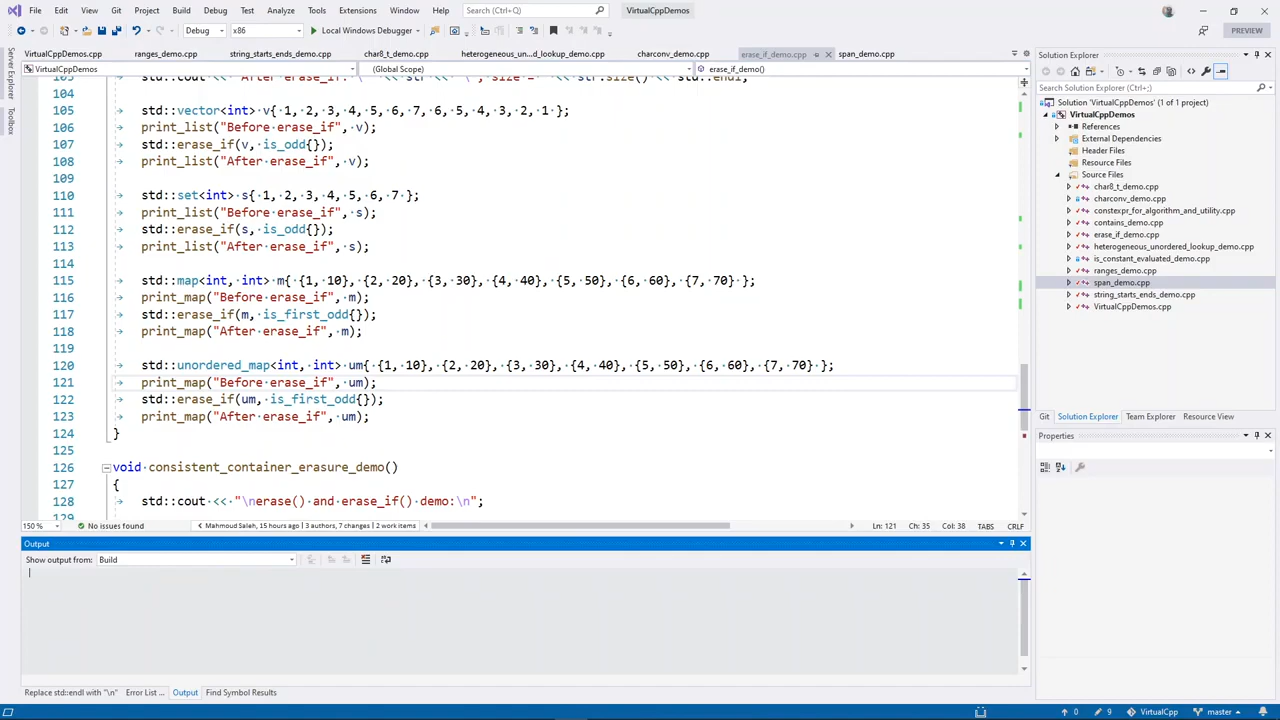 File Edit View Git Project Build Debug Test Analyze Tools Extensions Window Help Search (Ctrl+Q) VirtualCppDemos
Debug x86 Local Windows Debugger PREVIEW
VirtualCppDemos.cpp ranges_demo.cpp string_starts_ends_demo.cpp char8_t_demo.cpp heterogeneous_un...d_lookup_demo.cpp charconv_demo.cpp erase_if_demo.cpp span_demo.cpp
VirtualCppDemos (Global Scope) erase_if_demo()
Server Explorer
Toolbox
104
105 std::vector<int> v{ 1, 2, 3, 4, 5, 6, 7, 6, 5, 4, 3, 2, 1 };
106 print_list("Before erase_if", v);
107 std::erase_if(v, is_odd{});
108 print_list("After erase_if", v);
109
110 std::set<int> s{ 1, 2, 3, 4, 5, 6, 7 };
111 print_list("Before erase_if", s);
112 std::erase_if(s, is_odd{});
113 print_list("After erase_if", s);
114
115 std::map<int, int> m{ {1, 10}, {2, 20}, {3, 30}, {4, 40}, {5, 50}, {6, 60}, {7, 70} };
116 print_map("Before erase_if", m);
117 std::erase_if(m, is_first_odd{});
118 print_map("After erase_if", m);
119
120 std::unordered_map<int, int> um{ {1, 10}, {2, 20}, {3, 30}, {4, 40}, {5, 50}, {6, 60}, {7, 70} };
121 print_map("Before erase_if", um);
122 std::erase_if(um, is_first_odd{});
123 print_map("After erase_if", um);
124 }
125
126 void consistent_container_erasure_demo()
127 {
128 std::cout << "\nerase() and erase_if() demo:\n";
129
150 % No issues found Mahmoud Saleh, 15 hours ago | 3 authors, 7 changes | 2 work items Ln: 121 Ch: 35 Col: 38 TABS CRLF
Output
Show output from: Build
Replace std::endl with "\n" Error List ... Output Find Symbol Results
Solution Explorer
Search Solution Explorer (Ctrl+;)
Solution 'VirtualCppDemos' (1 of 1 project)
VirtualCppDemos
References
External Dependencies
Header Files
Resource Files
Source Files
char8_t_demo.cpp
charconv_demo.cpp
constexpr_for_algorithm_and_utility.cpp
contains_demo.cpp
erase_if_demo.cpp
heterogeneous_unordered_lookup_demo.cpp
is_constant_evaluated_demo.cpp
ranges_demo.cpp
span_demo.cpp
string_starts_ends_demo.cpp
VirtualCppDemos.cpp
Git Solution Explorer Team Explorer Resource View
Properties
0 9 VirtualCpp master